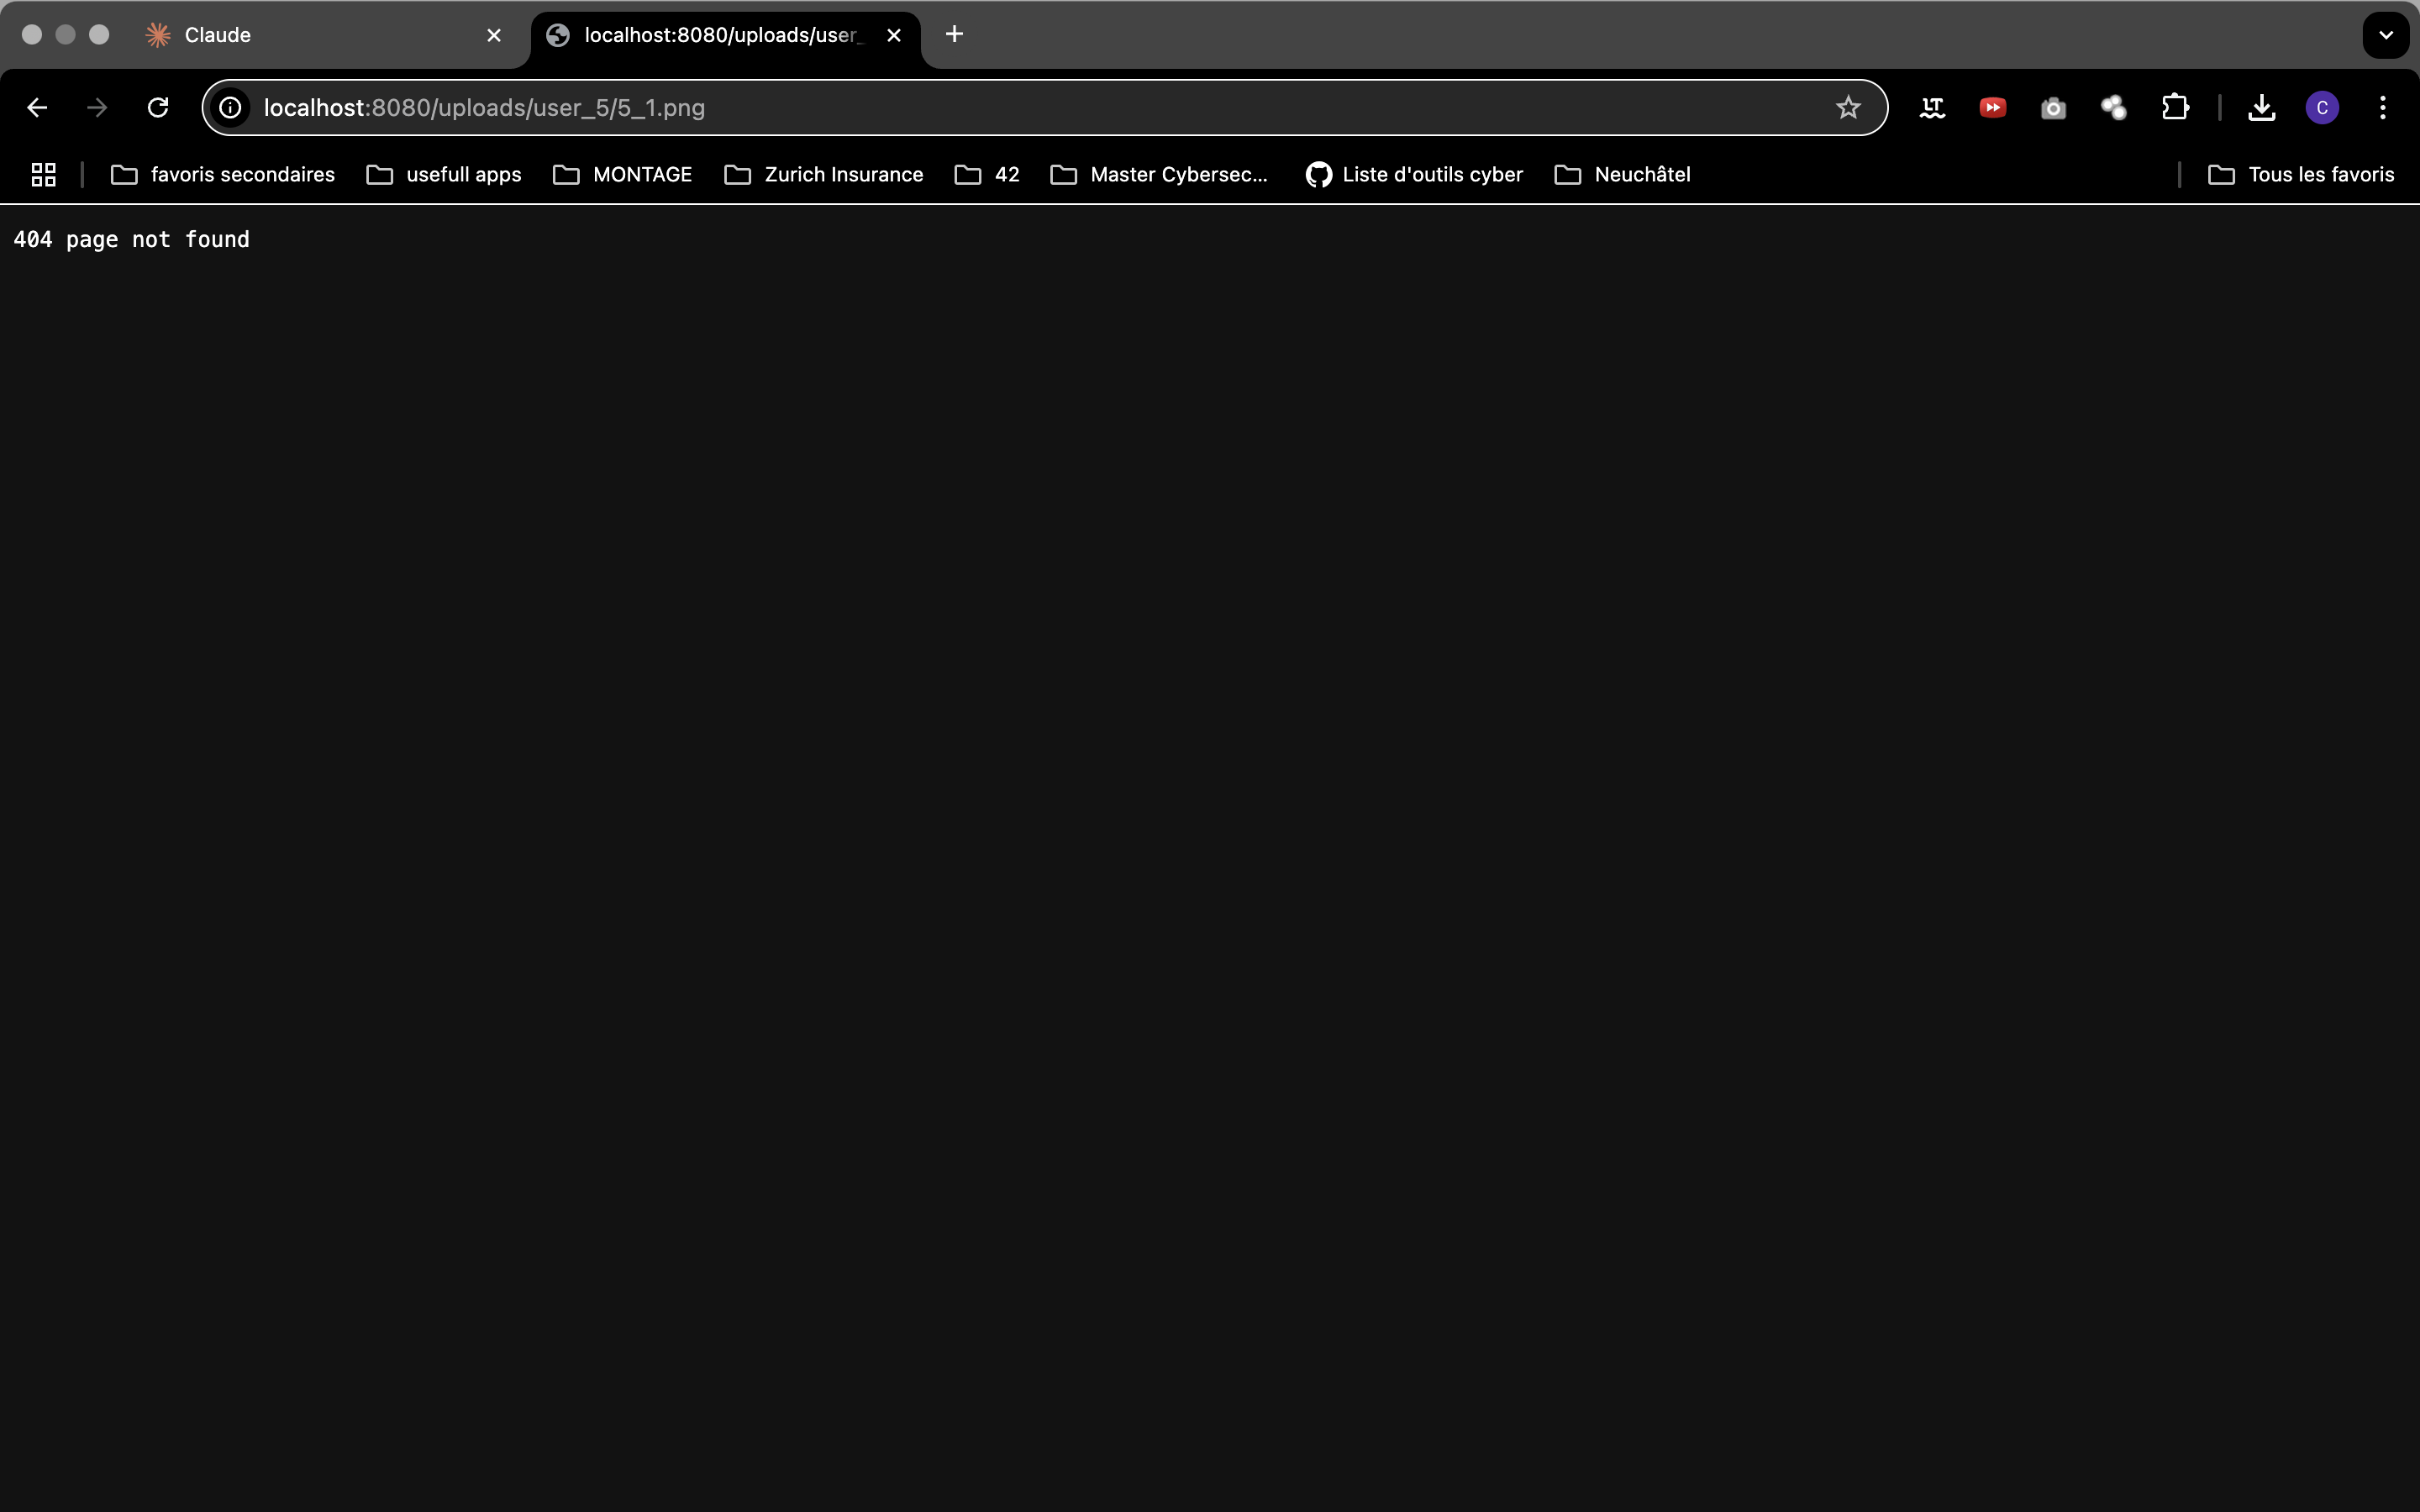 Claude
localhost:8080/uploads/user_
localhost:8080/uploads/user_5/5_1.png
LT
C
favoris secondaires
usefull apps
MONTAGE
Zurich Insurance
42
Master Cybersec...
Liste d'outils cyber
Neuchâtel
Tous les favoris
404 page not found